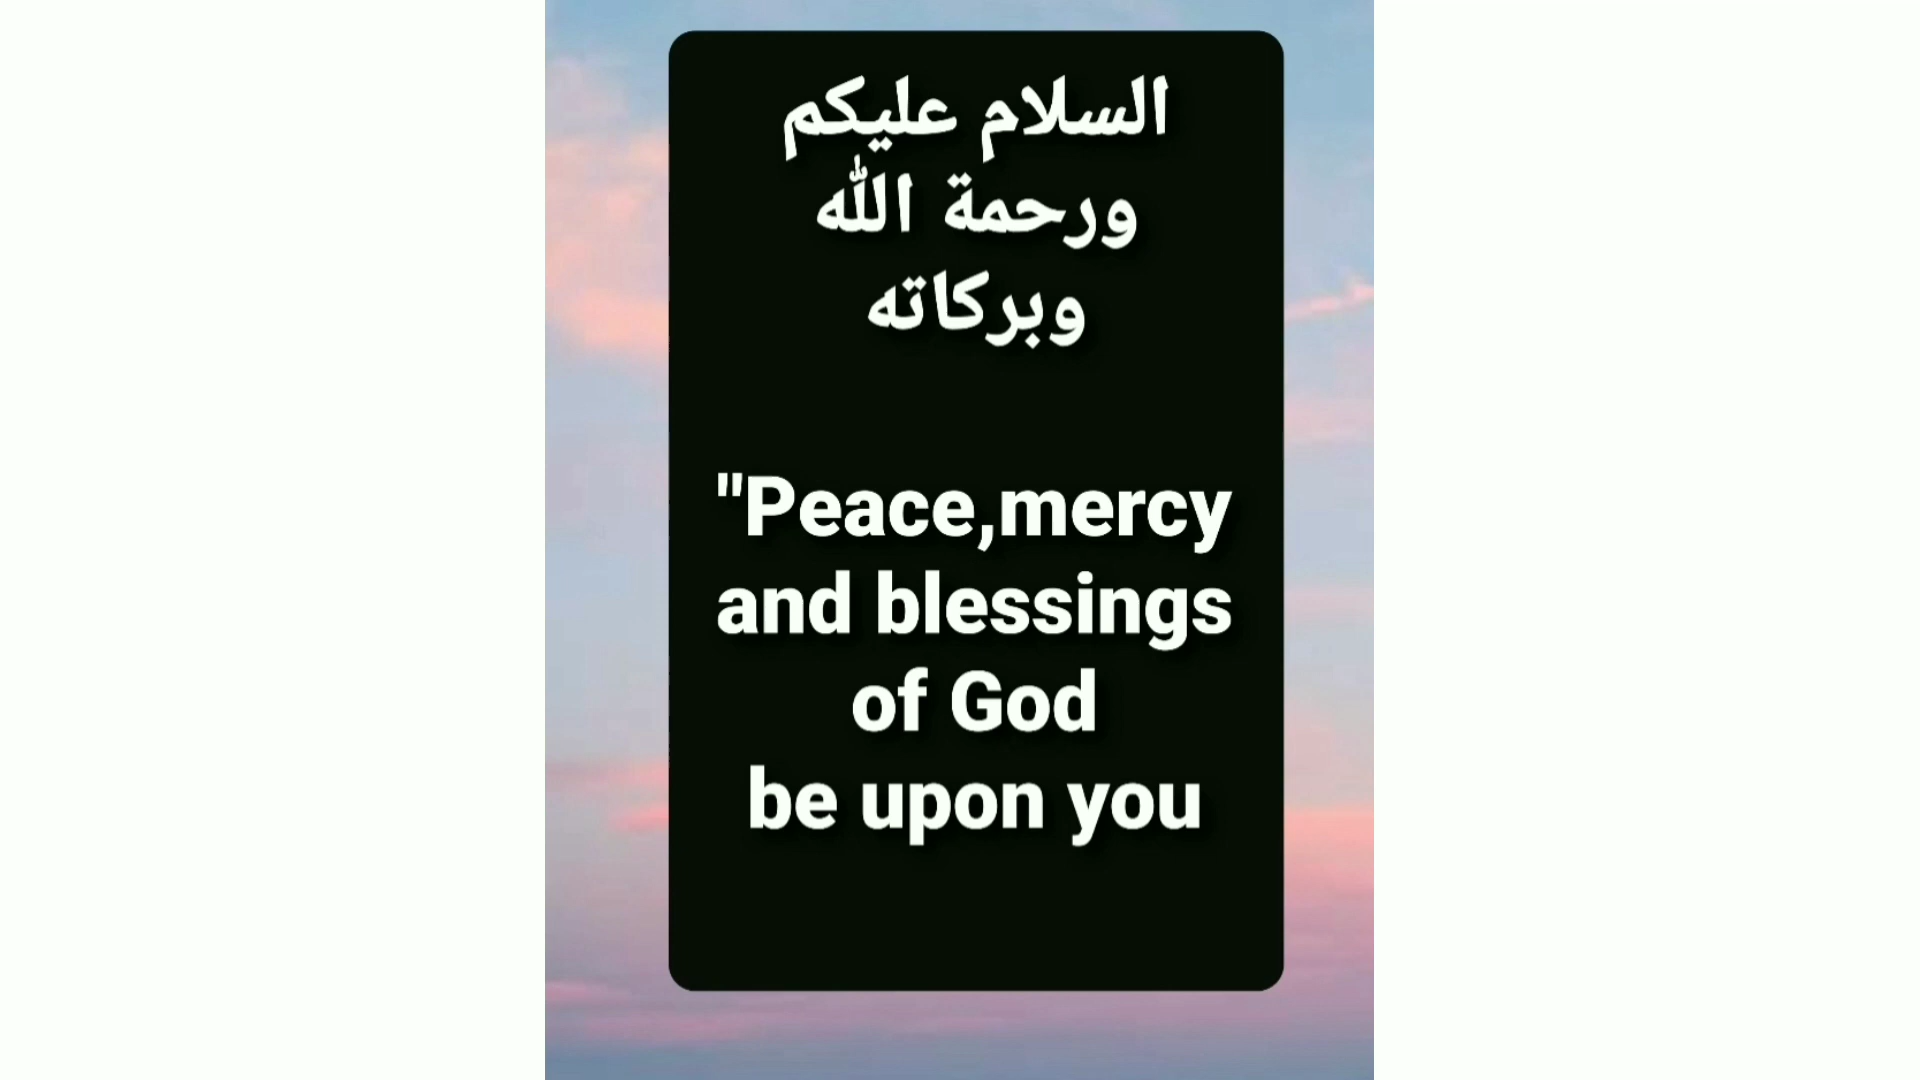 السلام عليكم
ورحمة الله
وبركاته
"Peace,mercy
and blessings
of God
be upon you